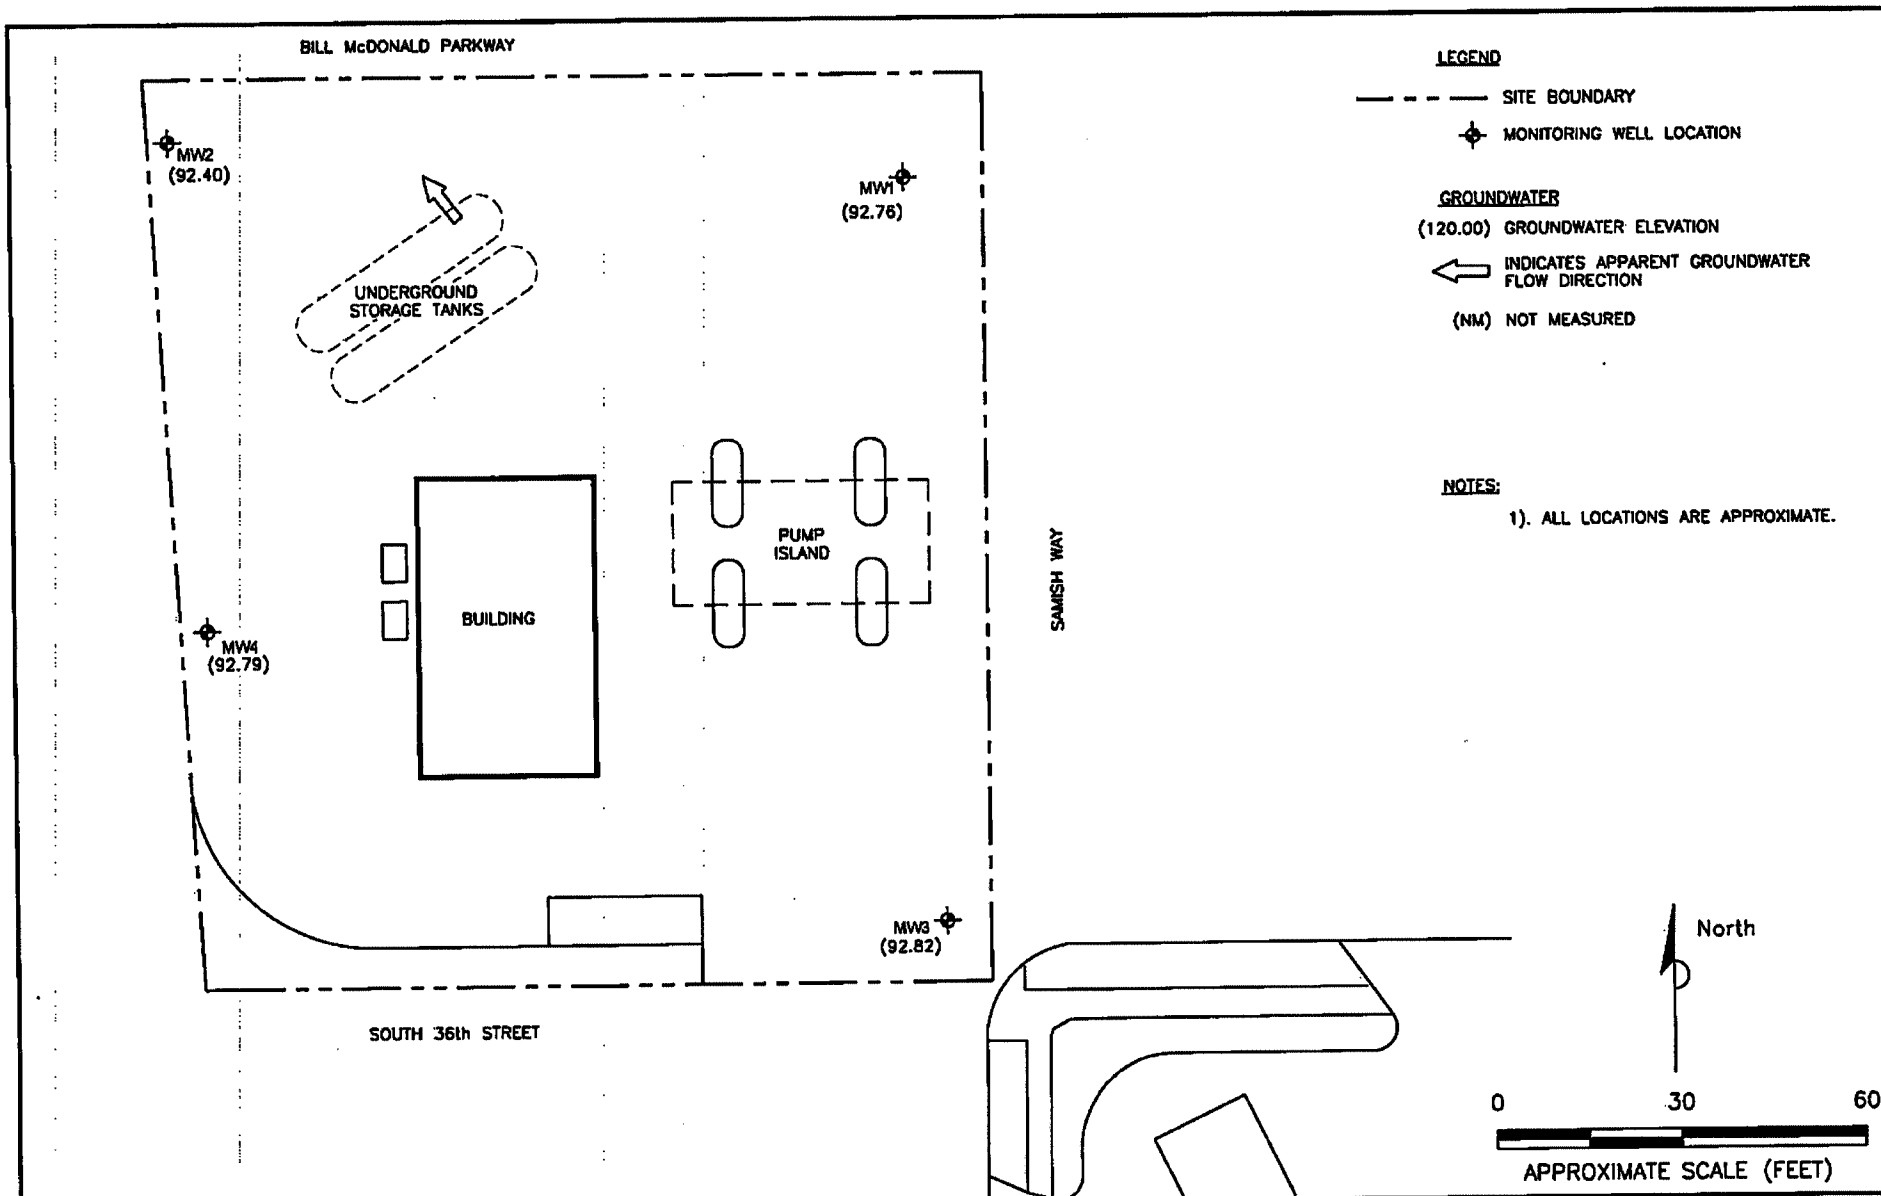 BILL McDONALD PARKWAY
MW2
(92.40)
MW1
(92.76)
UNDERGROUND
STORAGE TANKS
PUMP
ISLAND
BUILDING
SAMISH WAY
MW4
(92.79)
MW3
(92.82)
SOUTH 36th STREET
LEGEND
SITE BOUNDARY
MONITORING WELL LOCATION
GROUNDWATER
(120.00) GROUNDWATER ELEVATION
INDICATES APPARENT GROUNDWATER
FLOW DIRECTION
(NM) NOT MEASURED
NOTES:
1). ALL LOCATIONS ARE APPROXIMATE.
North
0 30 60
APPROXIMATE SCALE (FEET)